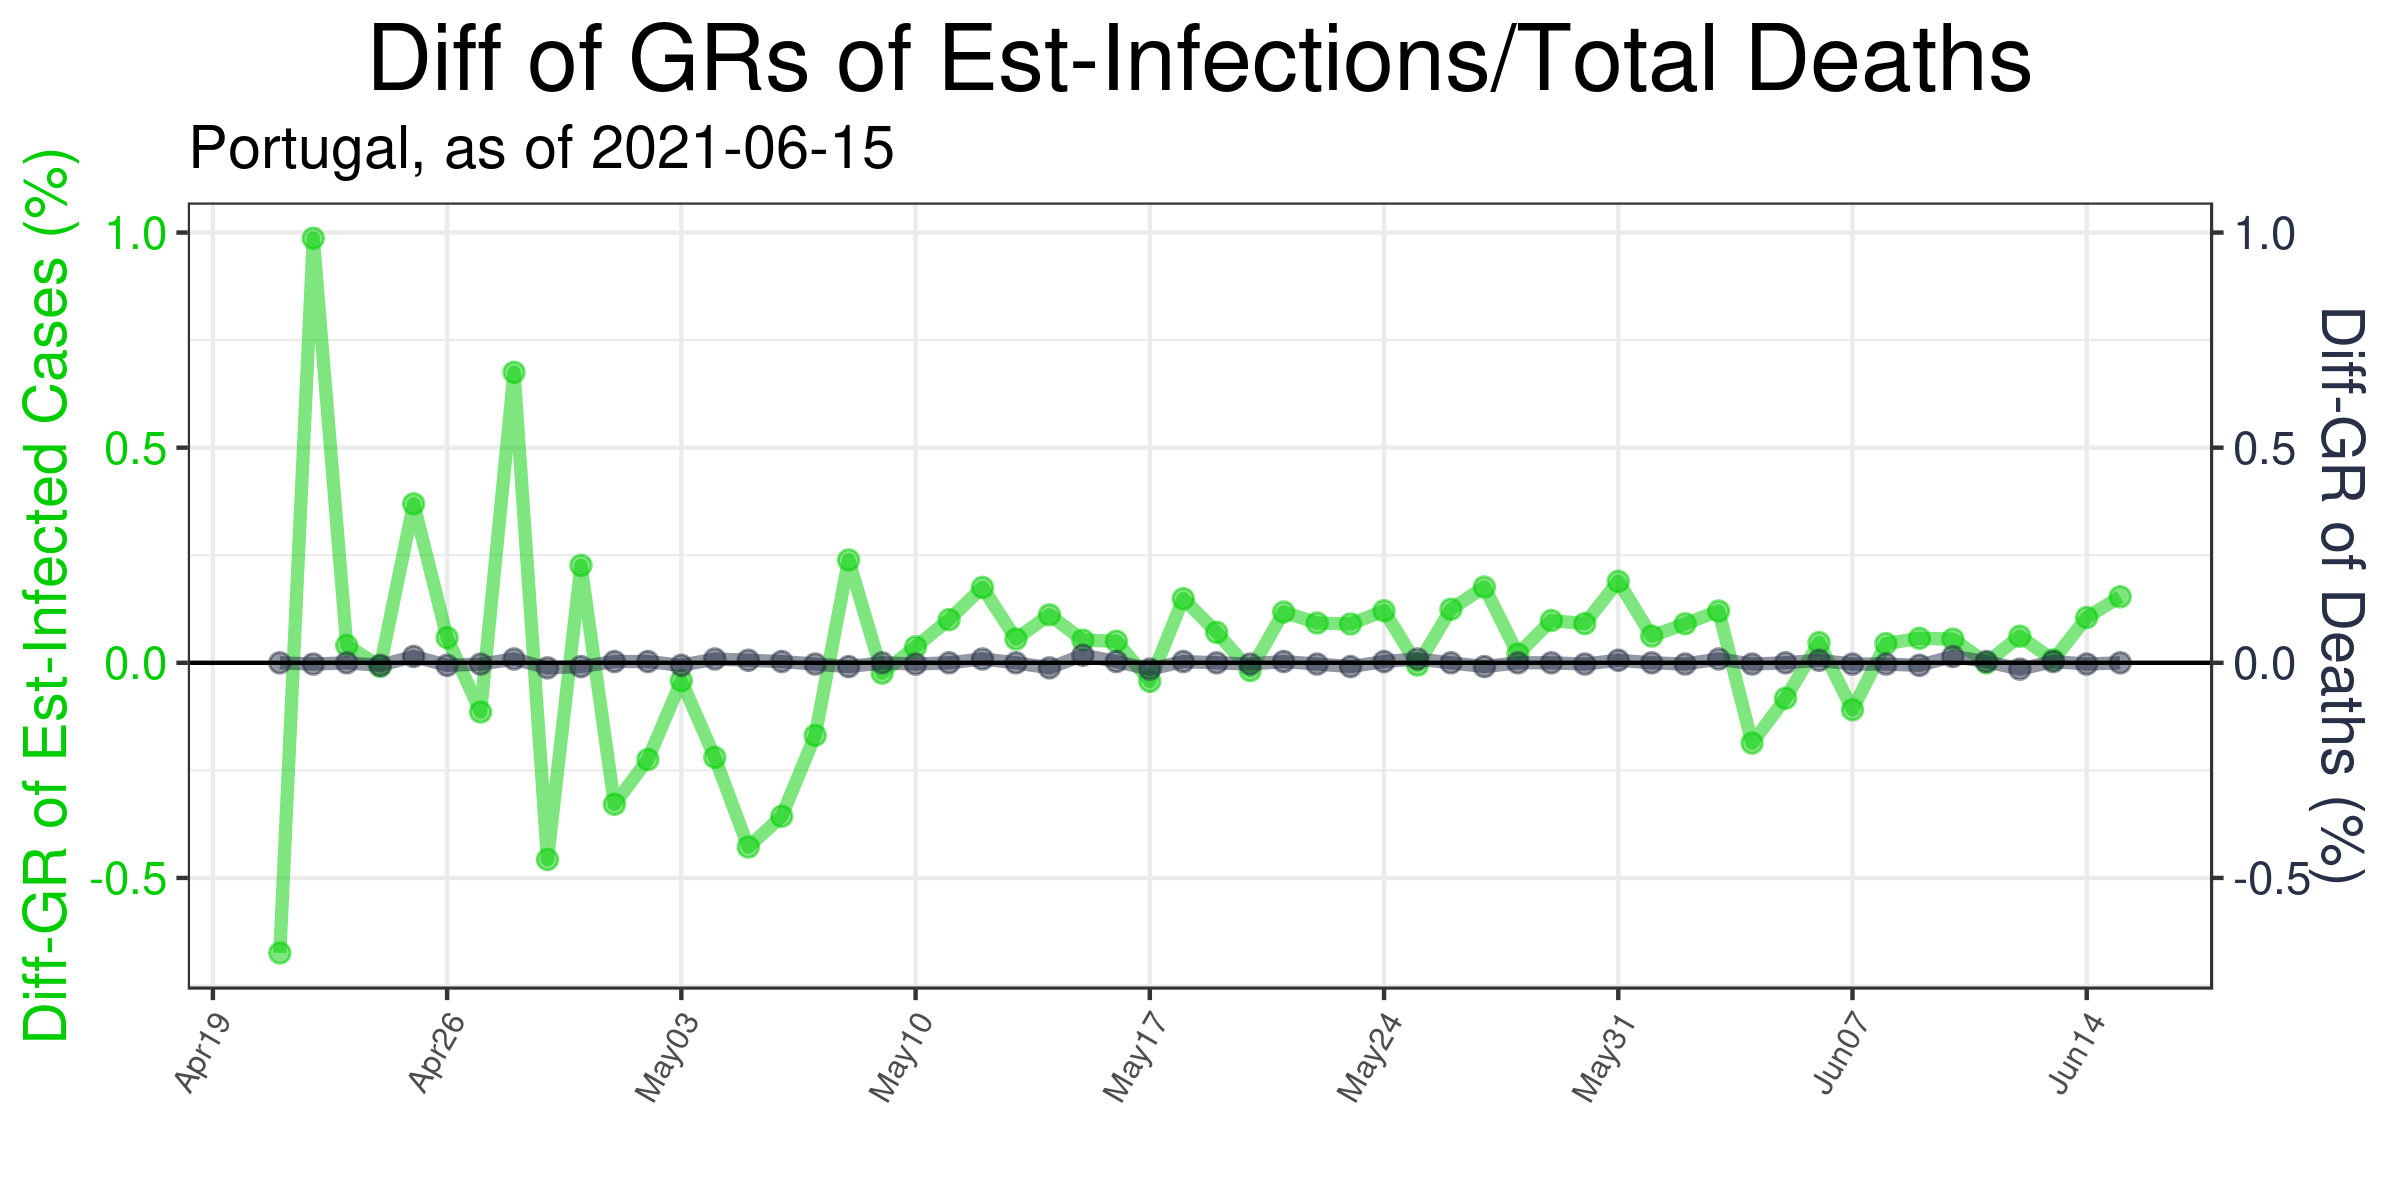 Diff of GRs of Est-Infections/Total Deaths
Portugal, as of 2021-06-15
Diff-GR of Est-Infected Cases (%)
1.0
0.5
0.0
-0.5
1.0
0.5
0.0
-0.5
Diff-GR of Deaths (%)
Apr19
Apr26
May03
May10
May17
May24
May31
Jun07
Jun14